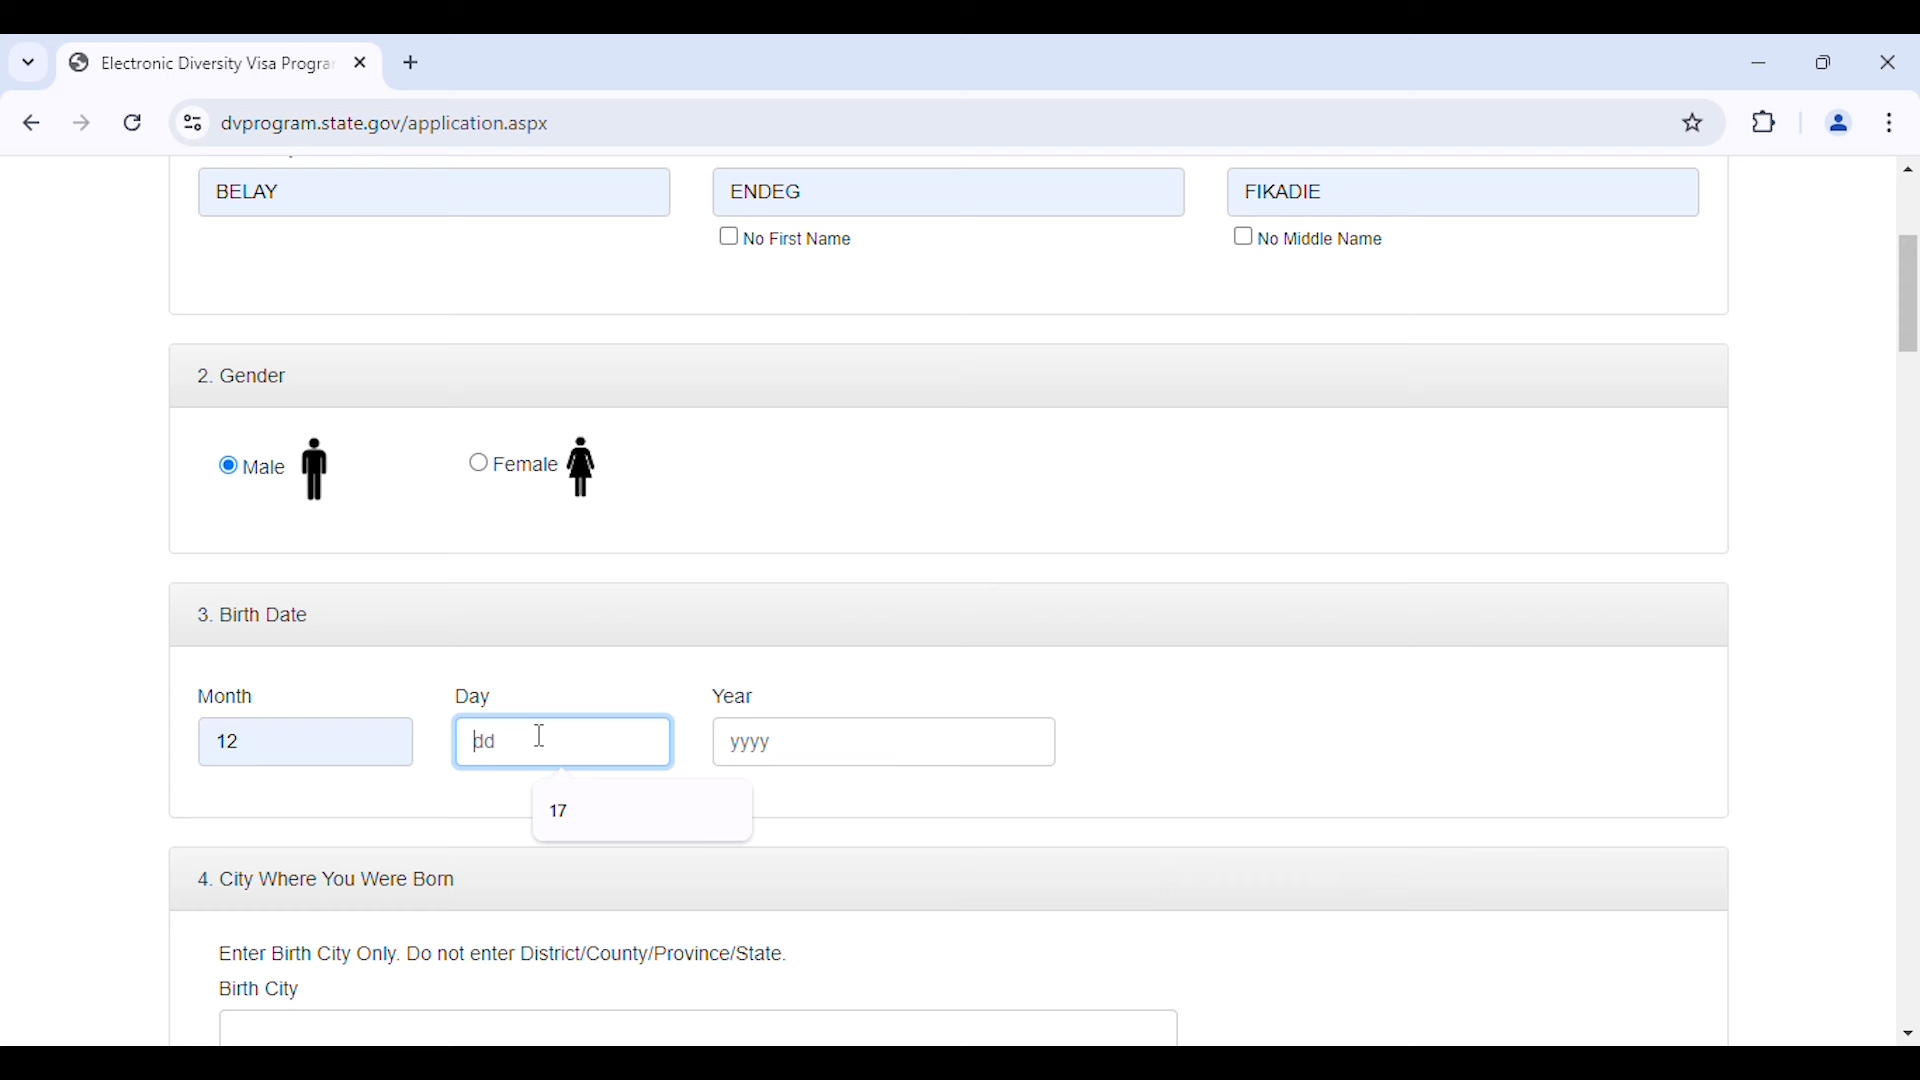 Electronic Diversity Visa Progra
dvprogram.state.gov/application.aspx
BELAY ENDEG FIKADIE
No First Name No Middle Name
2. Gender
Male Female
3. Birth Date
Month Day Year
12 dd yyyy
17
4. City Where You Were Born
Enter Birth City Only. Do not enter District/County/Province/State.
Birth City